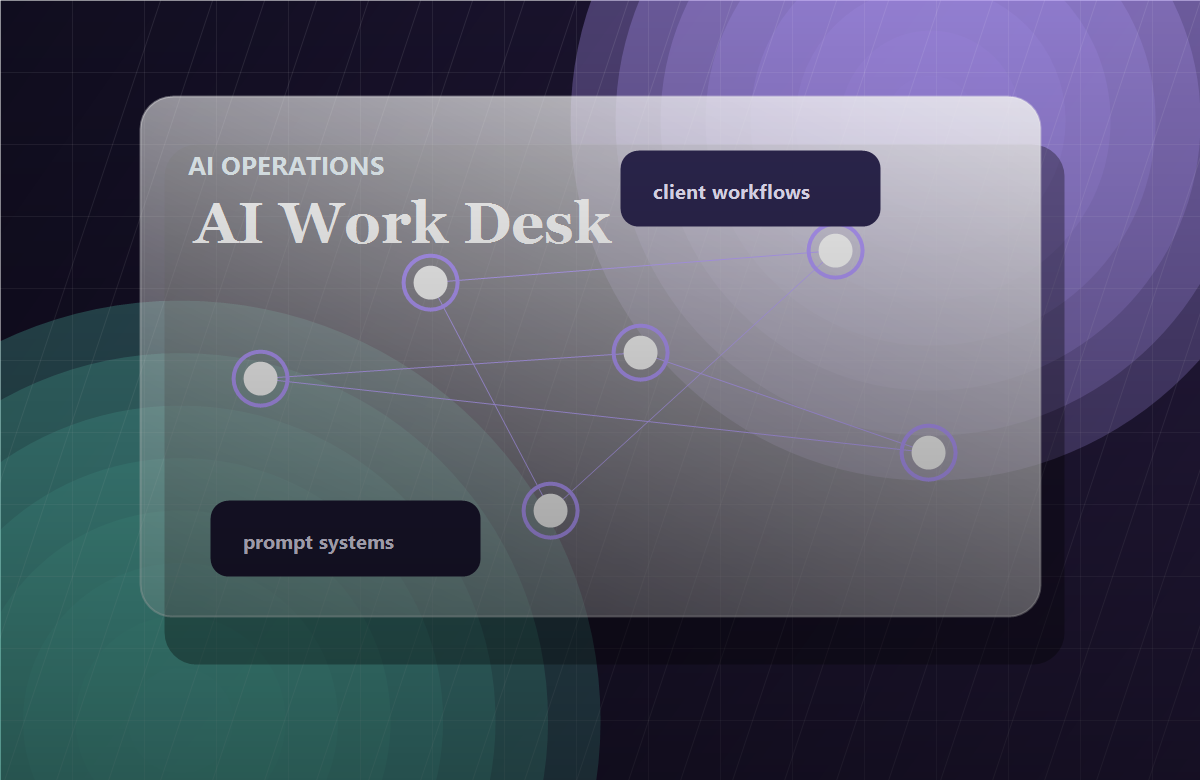 AI OPERATIONS
AI Work Desk
client workflows
prompt systems